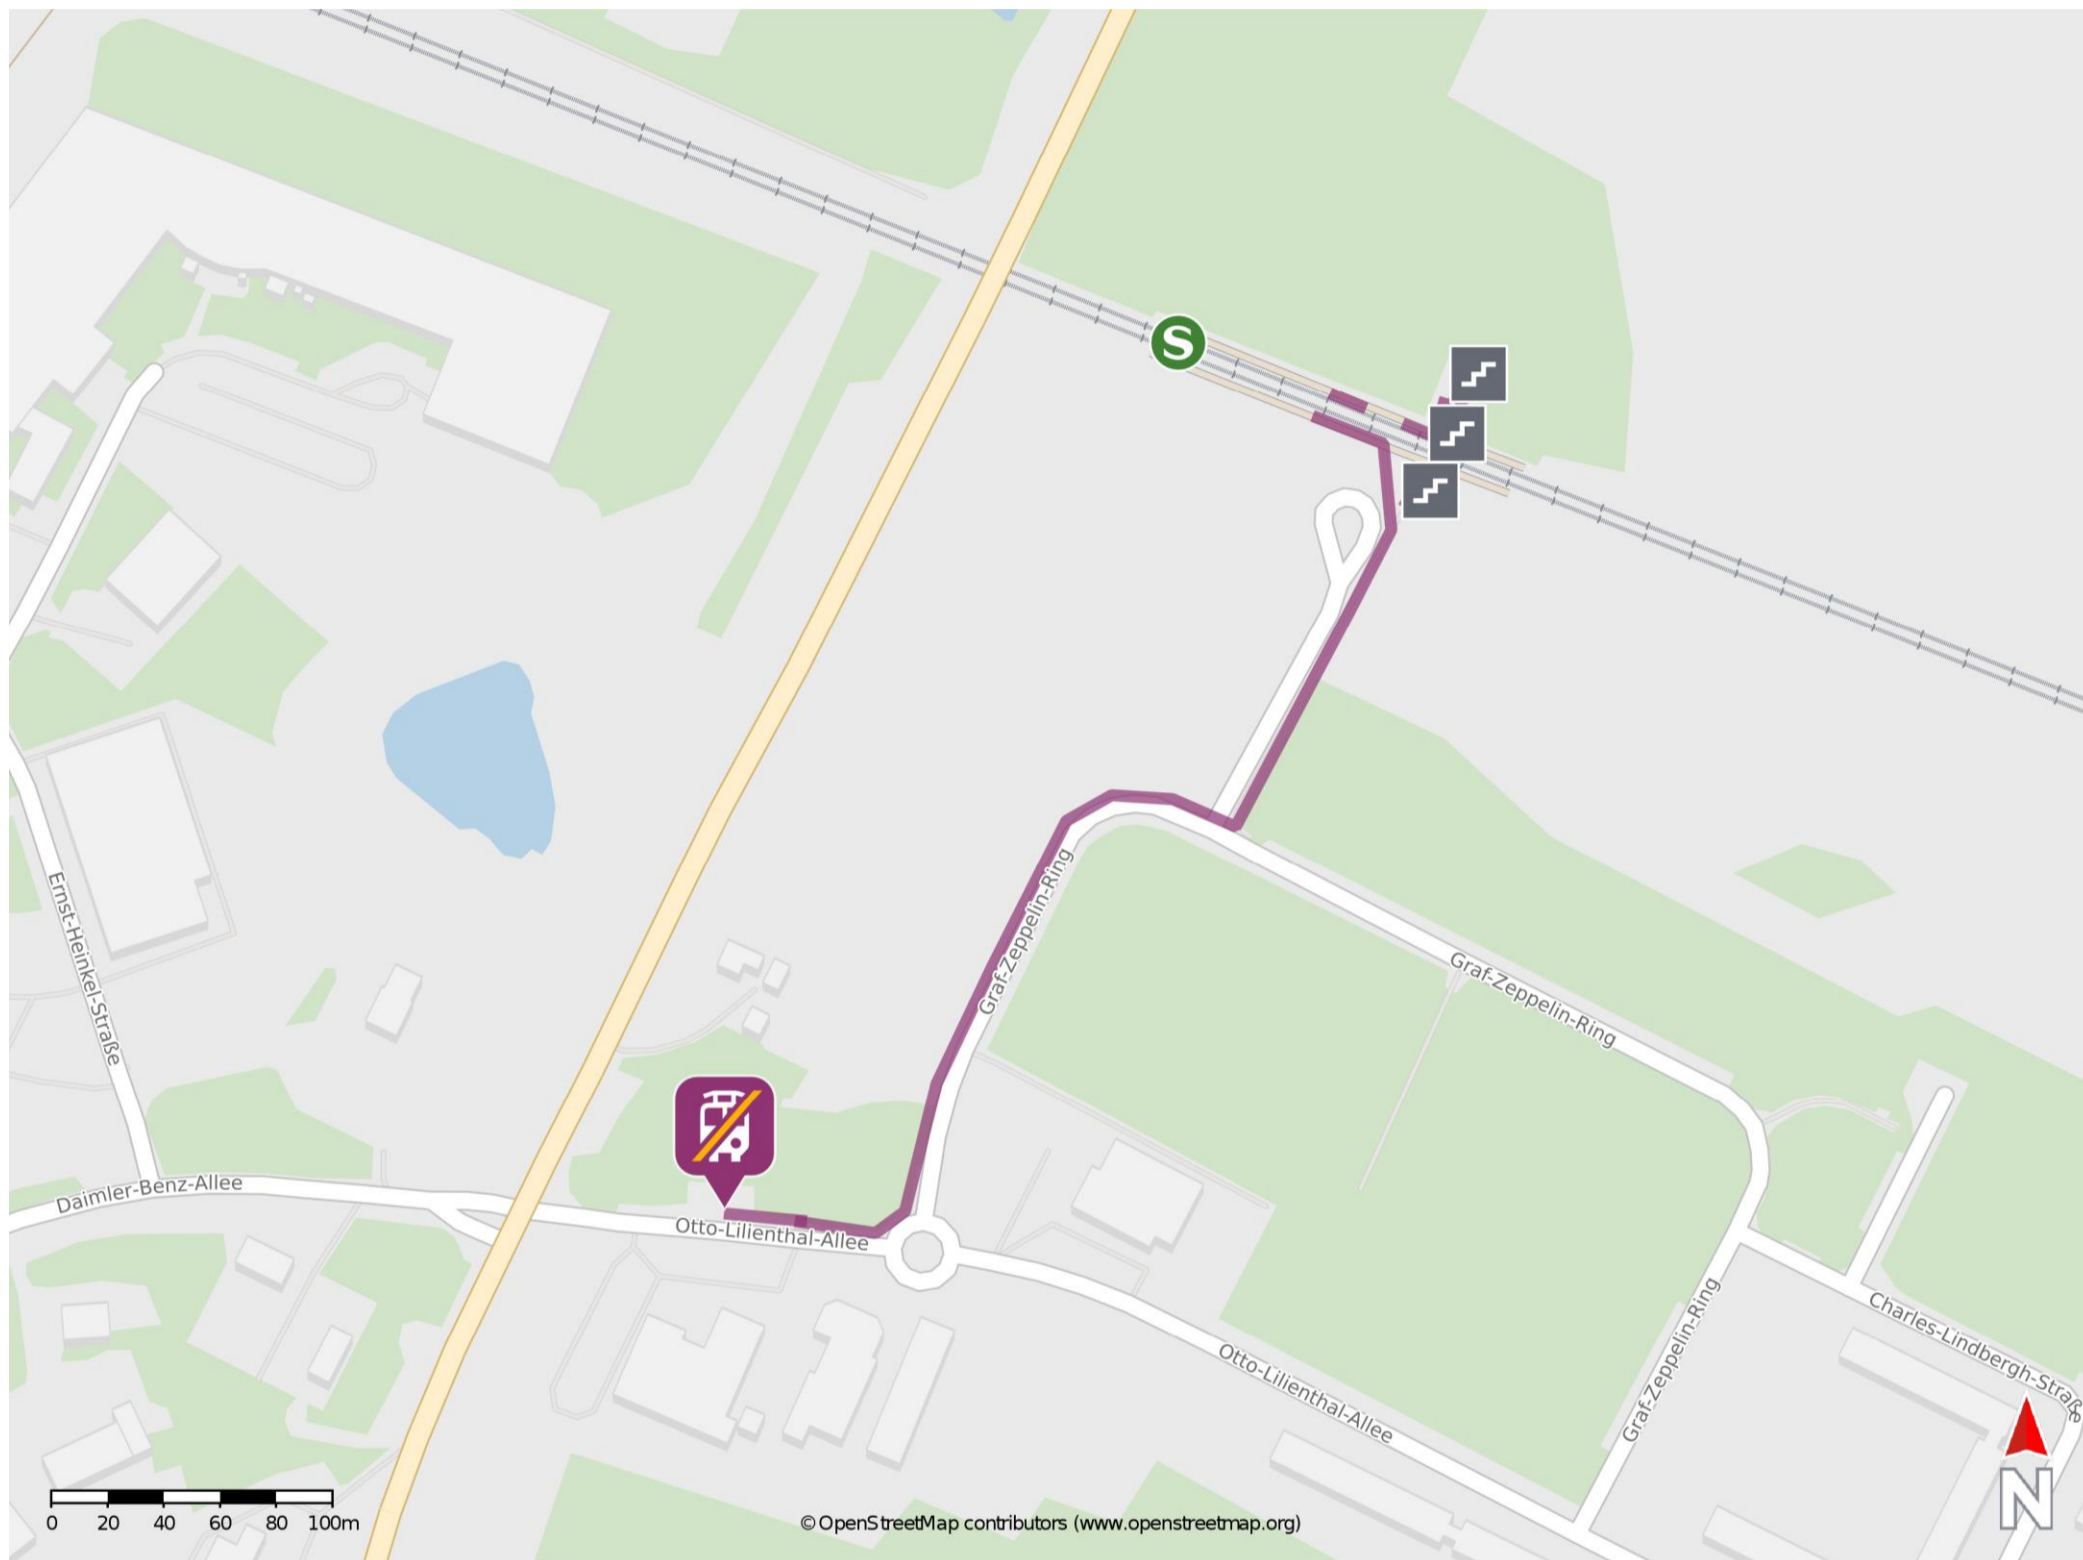 S
Graf-Zeppelin-Ring
Ernst-Heinkel-Straße
Graf-Zeppelin-Ring
Daimler-Benz-Allee
Otto-Lilienthal-Allee
Graf-Zeppelin-Ring
Charles-Lindbergh-Straße
Otto-Lilienthal-Allee
N
0 20 40 60 80 100m
©OpenStreetMap contributors (www.openstreetmap.org)